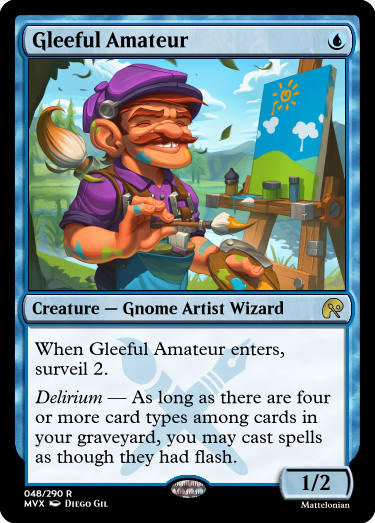 Gleeful Amateur
Creature — Gnome Artist Wizard
When Gleeful Amateur enters,
surveil 2.
Delirium — As long as there are four
or more card types among cards in
your graveyard, you may cast spells
as though they had flash.
1/2
048/290 R
MVX Diego Gil
Mattelonian